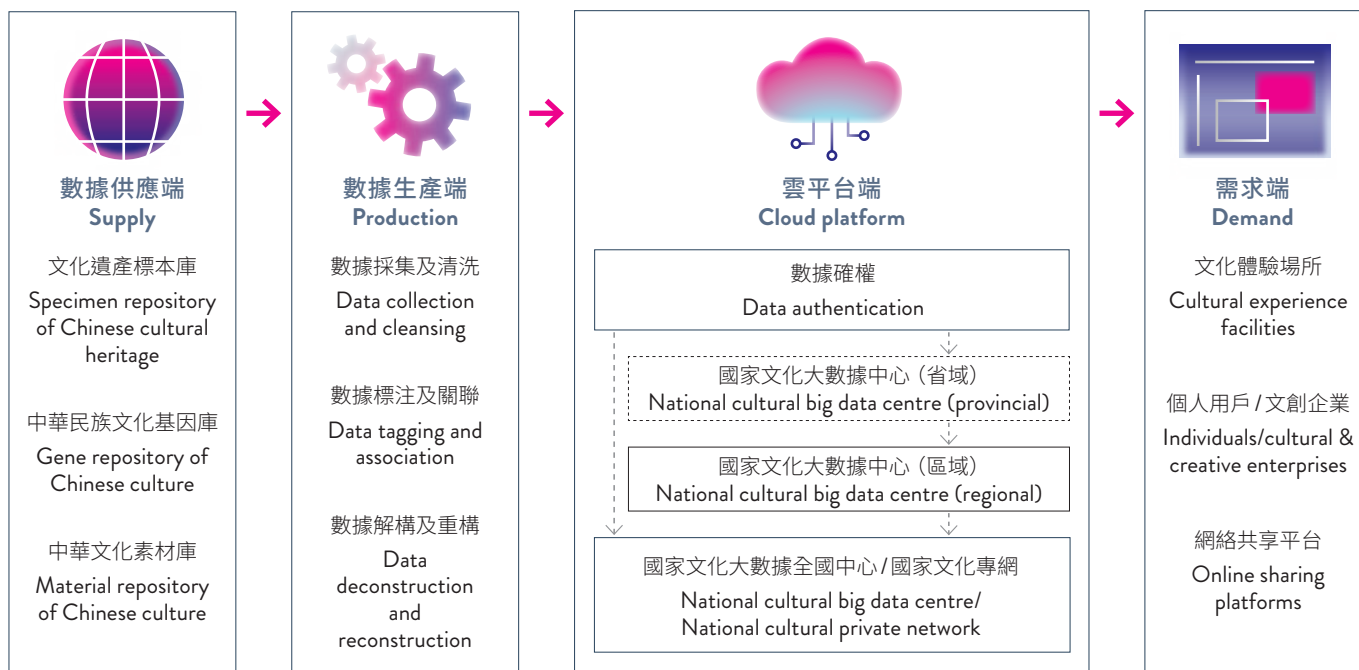 數據供應端
Supply
文化遺產標本庫
Specimen repository
of Chinese cultural
heritage
中華民族文化基因庫
Gene repository of
Chinese culture
中華文化素材庫
Material repository
of Chinese culture
數據生產端
Production
數據採集及清洗
Data collection
and cleansing
數據標注及關聯
Data tagging and
association
數據解構及重構
Data
deconstruction
and
reconstruction
雲平台端
Cloud platform
數據確權
Data authentication
國家文化大數據中心（省域）
National cultural big data centre (provincial)
國家文化大數據中心（區域）
National cultural big data centre (regional)
國家文化大數據全國中心/國家文化專網
National cultural big data centre/
National cultural private network
需求端
Demand
文化體驗場所
Cultural experience
facilities
個人用戶/文創企業
Individuals/cultural &
creative enterprises
網絡共享平台
Online sharing
platforms